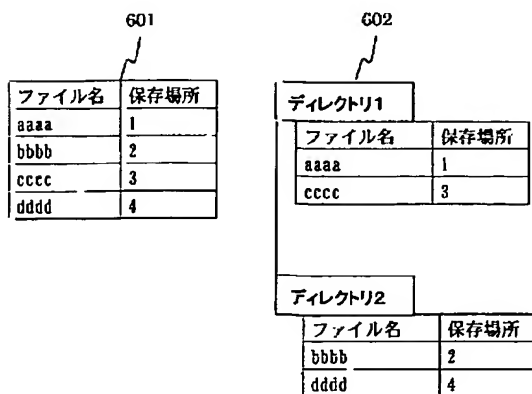 601
602
ファイル名 保存場所
aaaa 1
bbbb 2
cccc 3
dddd 4
ディレクトリ1
ファイル名 保存場所
aaaa 1
cccc 3
ディレクトリ2
ファイル名 保存場所
bbbb 2
dddd 4